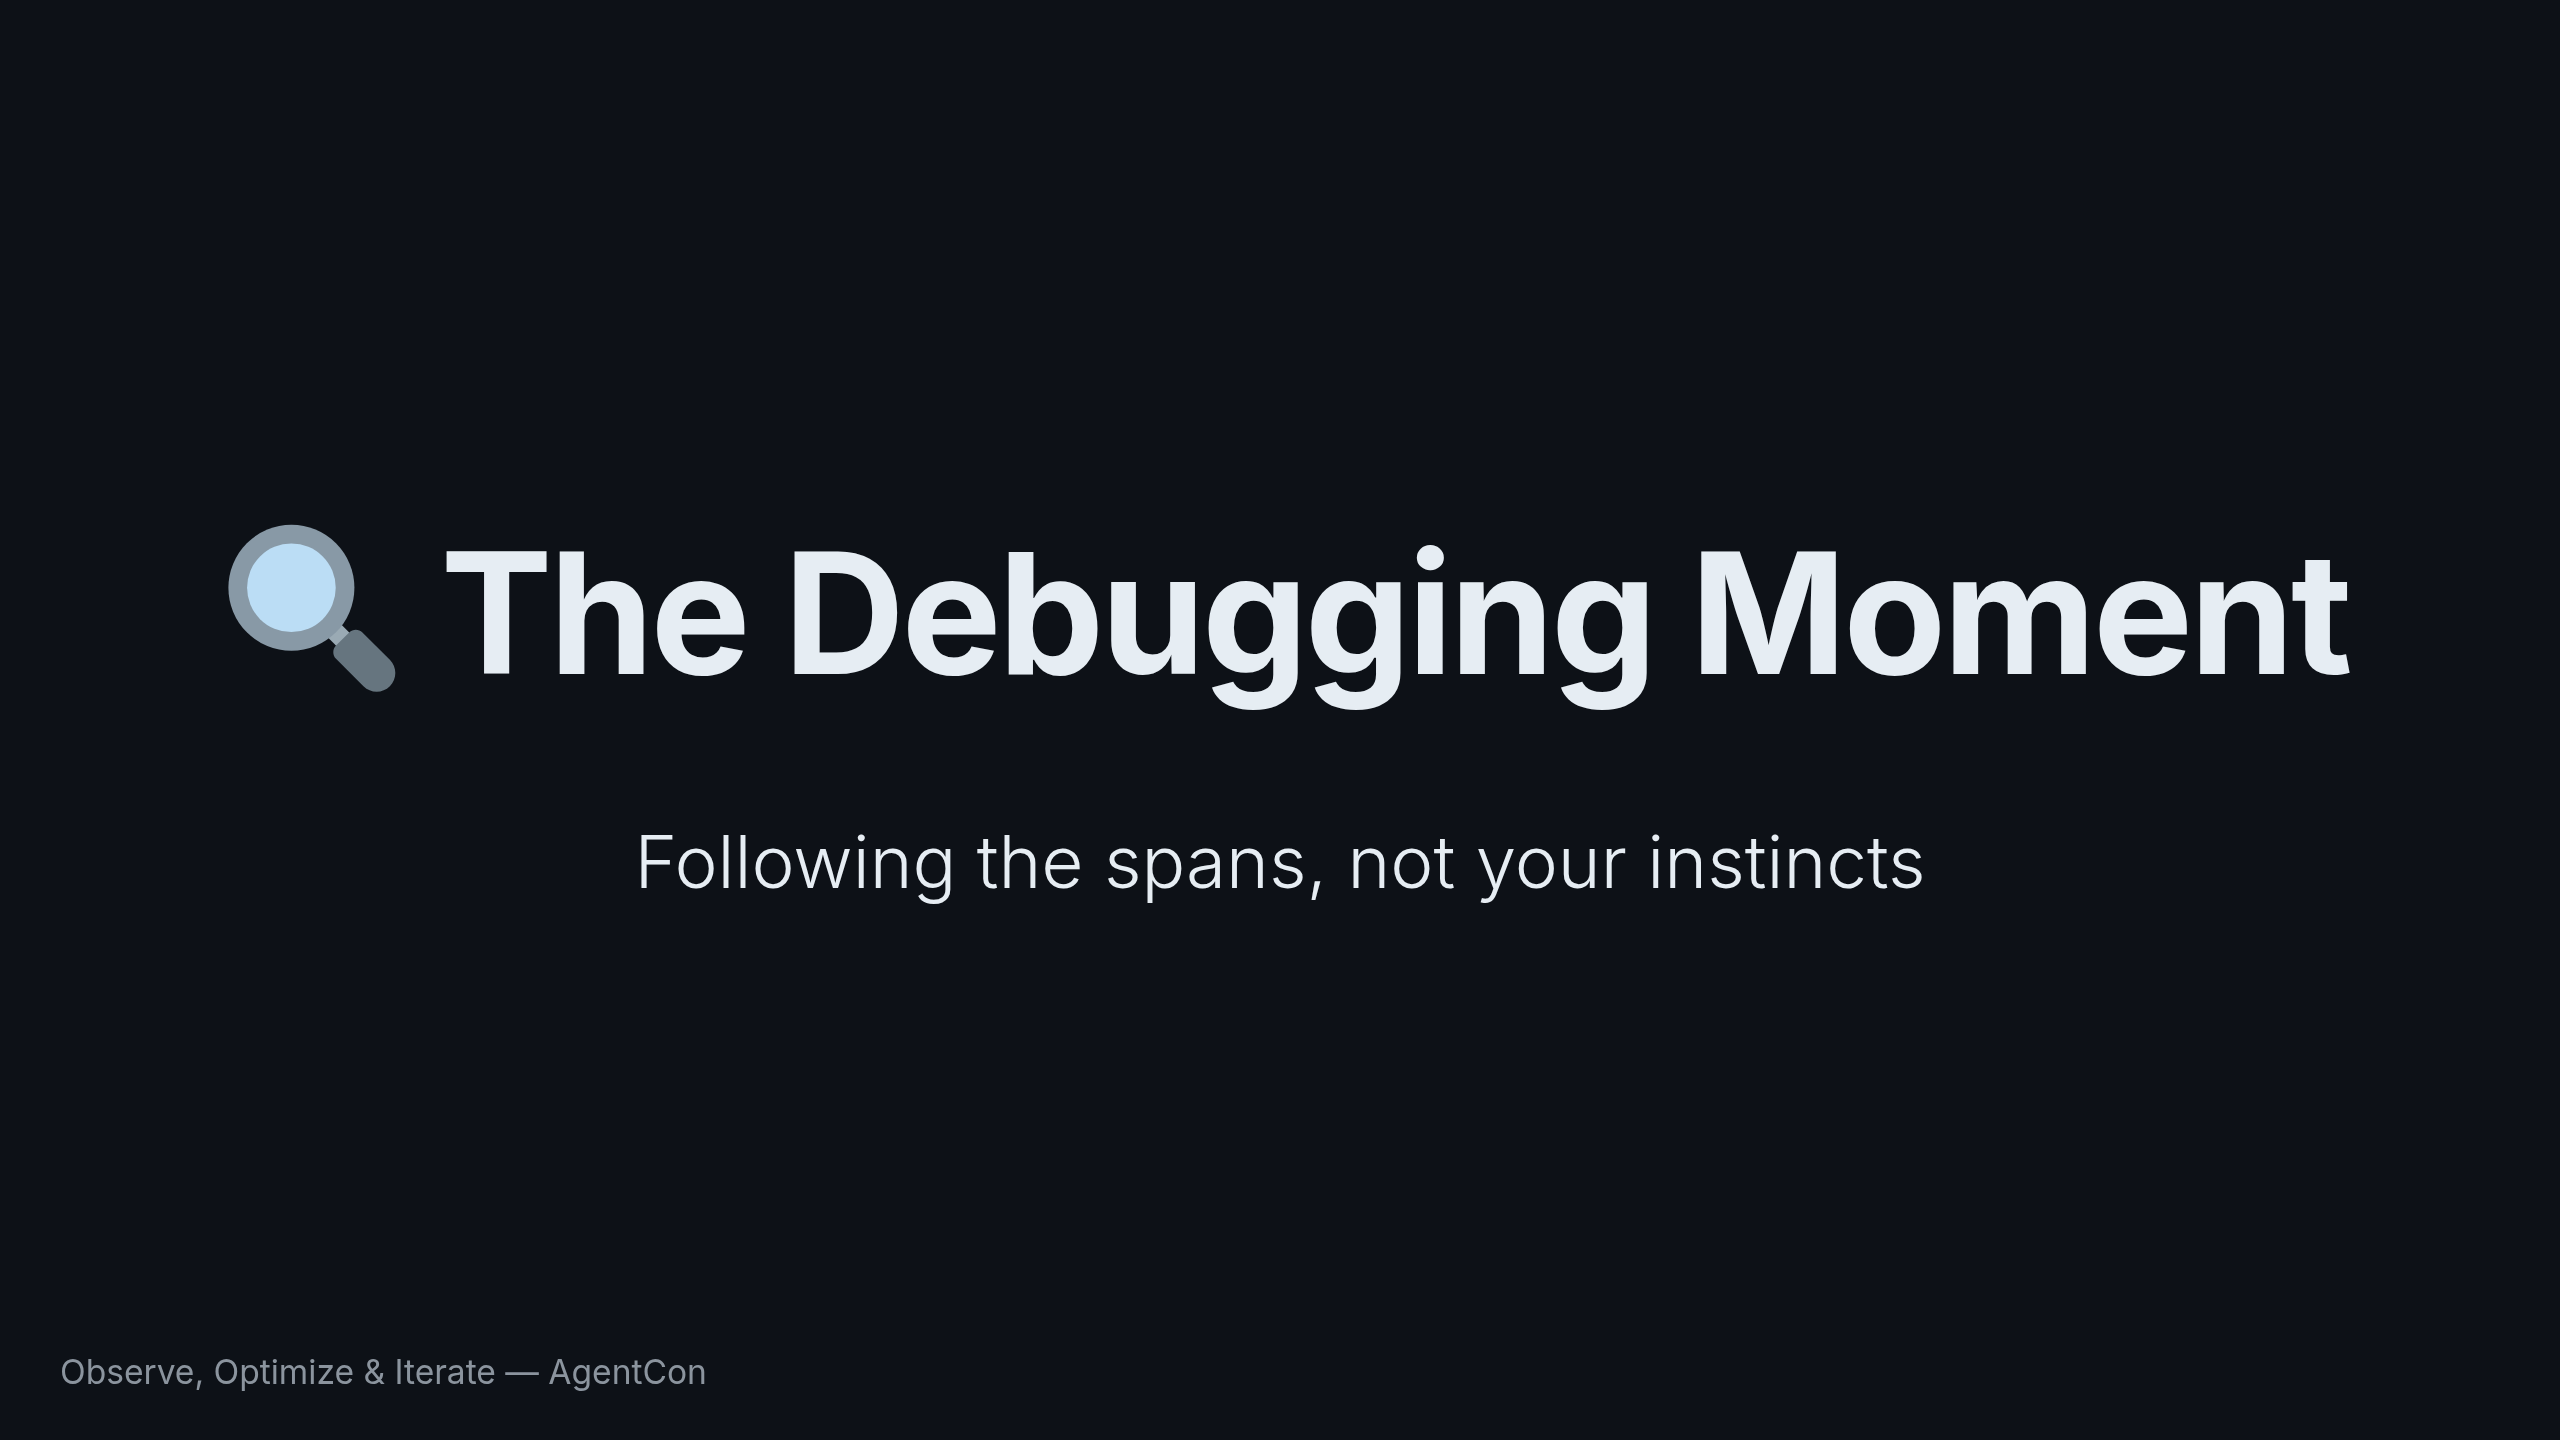 The Debugging Moment
Following the spans, not your instincts
Observe, Optimize & Iterate — AgentCon